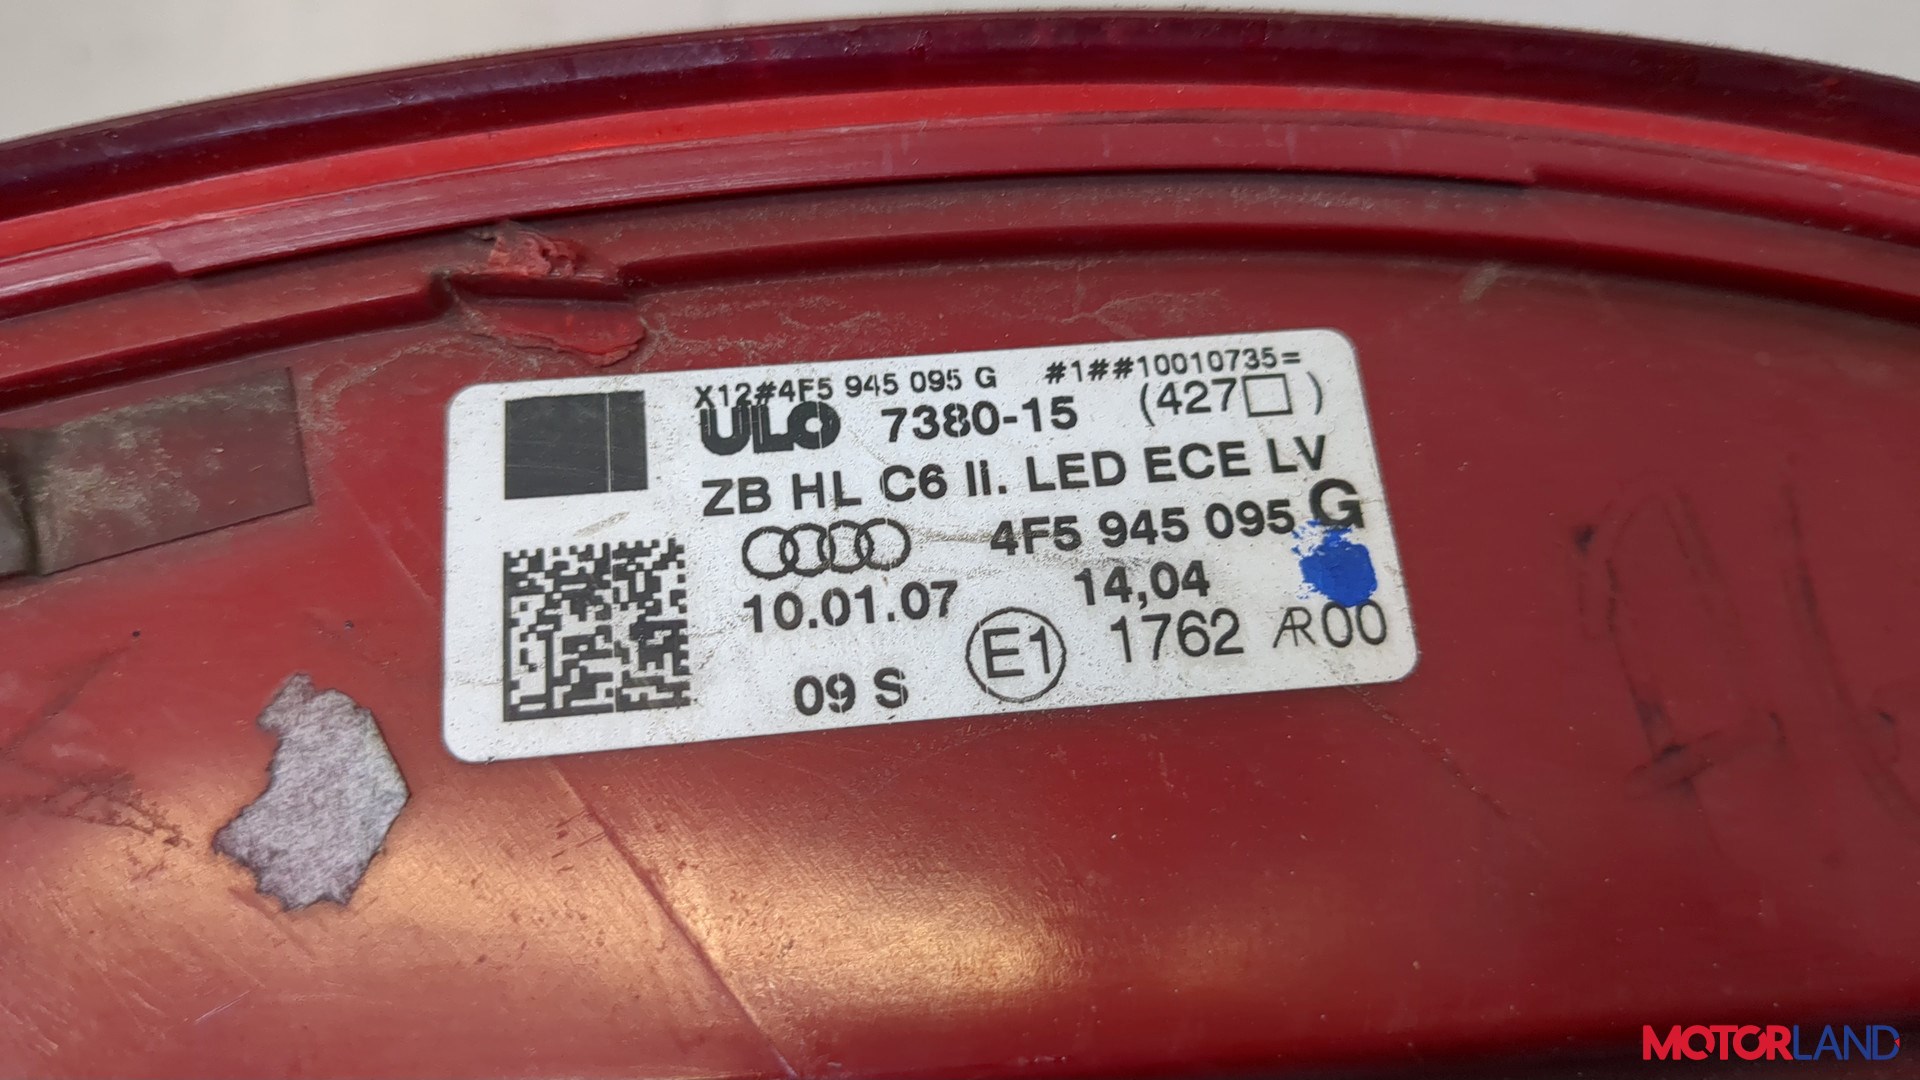 X12#4F5 945 095 G #1##10010735=
ULO 7380-15 (427□)
ZB HL C6 II. LED ECE LV
4F5 945 095 G
10.01.07 14,04
09 S E1 1762 AR00
MOTORLAND